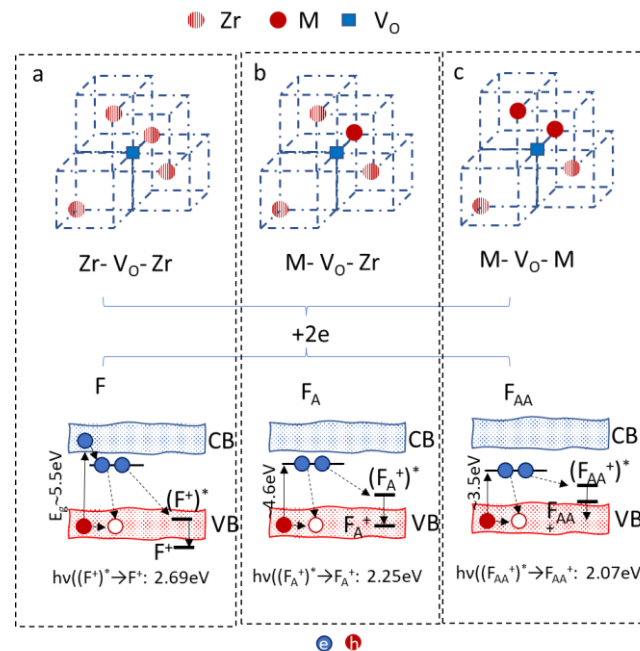 Zr M V_O
a b c
Zr- V_O- Zr M- V_O- Zr M- V_O- M
+2e
F F_A F_AA
CB CB CB
E_g~5.5eV ~4.6eV ~3.5eV
(F⁺)* (F_A⁺)* (F_AA⁺)*
VB VB VB
F⁺ F_A⁺ F_AA⁺
hν((F⁺)*→F⁺: 2.69eV hν((F_A⁺)*→F_A⁺: 2.25eV hν((F_AA⁺)*→F_AA⁺: 2.07eV
e h